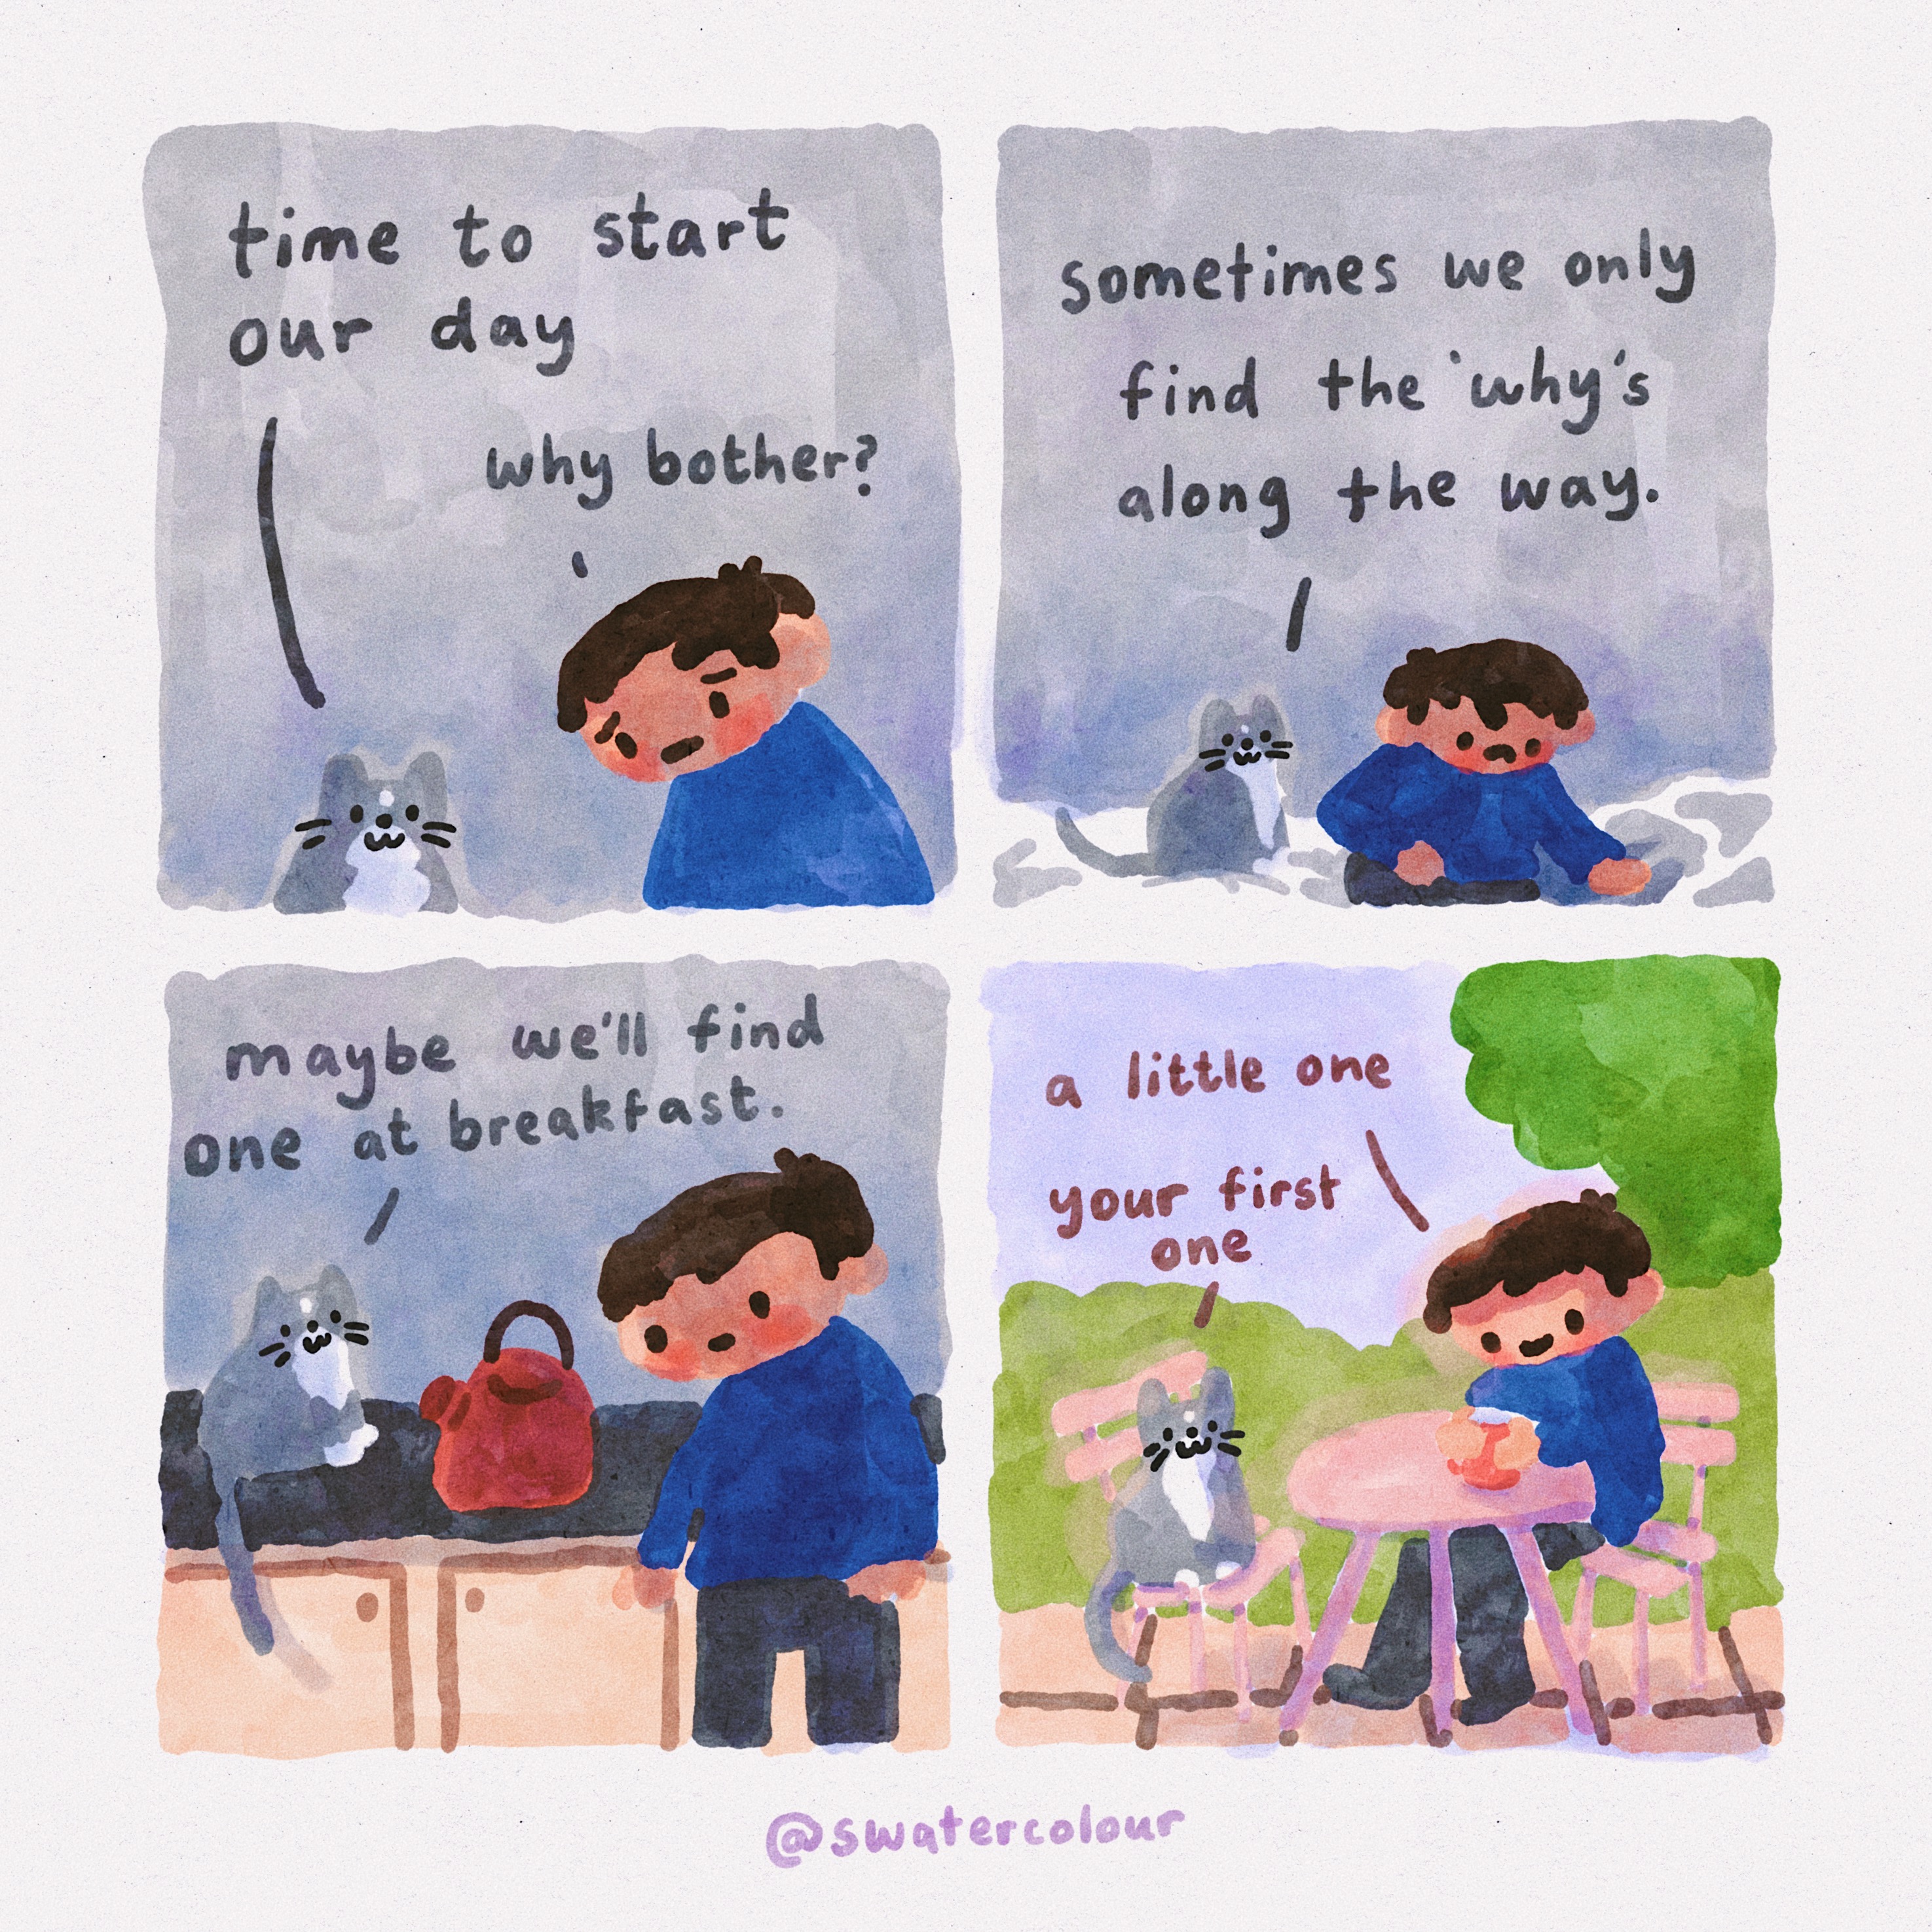 time to start
our day
why bother?
sometimes we only
find the 'why's
along the way.
maybe we'll find
one at breakfast.
a little one
your first
one
@swatercolour